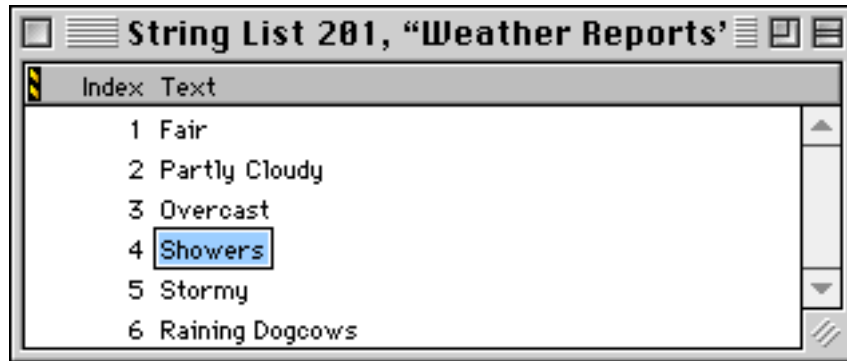 String List 201, “Weather Reports’
Index Text
1 Fair
2 Partly Cloudy
3 Overcast
4 Showers
5 Stormy
6 Raining Dogcows